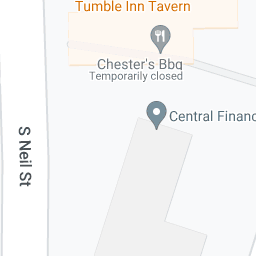 Tumble Inn Tavern
Chester's Bbq
Temporarily closed
Central Financ
S Neil St